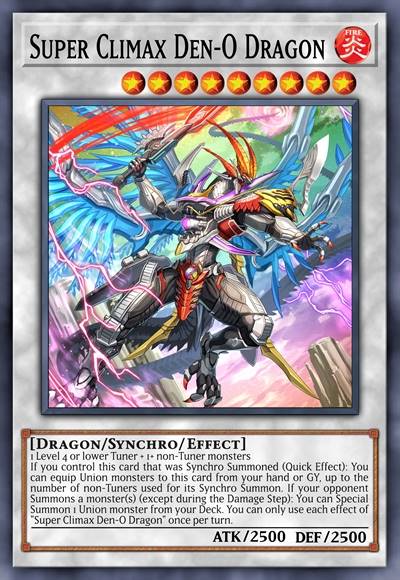 Super Climax Den-O Dragon
FIRE
炎
[Dragon/Synchro/Effect]
1 Level 4 or lower Tuner + 1+ non-Tuner monsters
If you control this card that was Synchro Summoned (Quick Effect): You
can equip Union monsters to this card from your hand or GY, up to the
number of non-Tuners used for its Synchro Summon. If your opponent
Summons a monster(s) (except during the Damage Step): You can Special
Summon 1 Union monster from your Deck. You can only use each effect of
"Super Climax Den-O Dragon" once per turn.
ATK/2500 DEF/2500